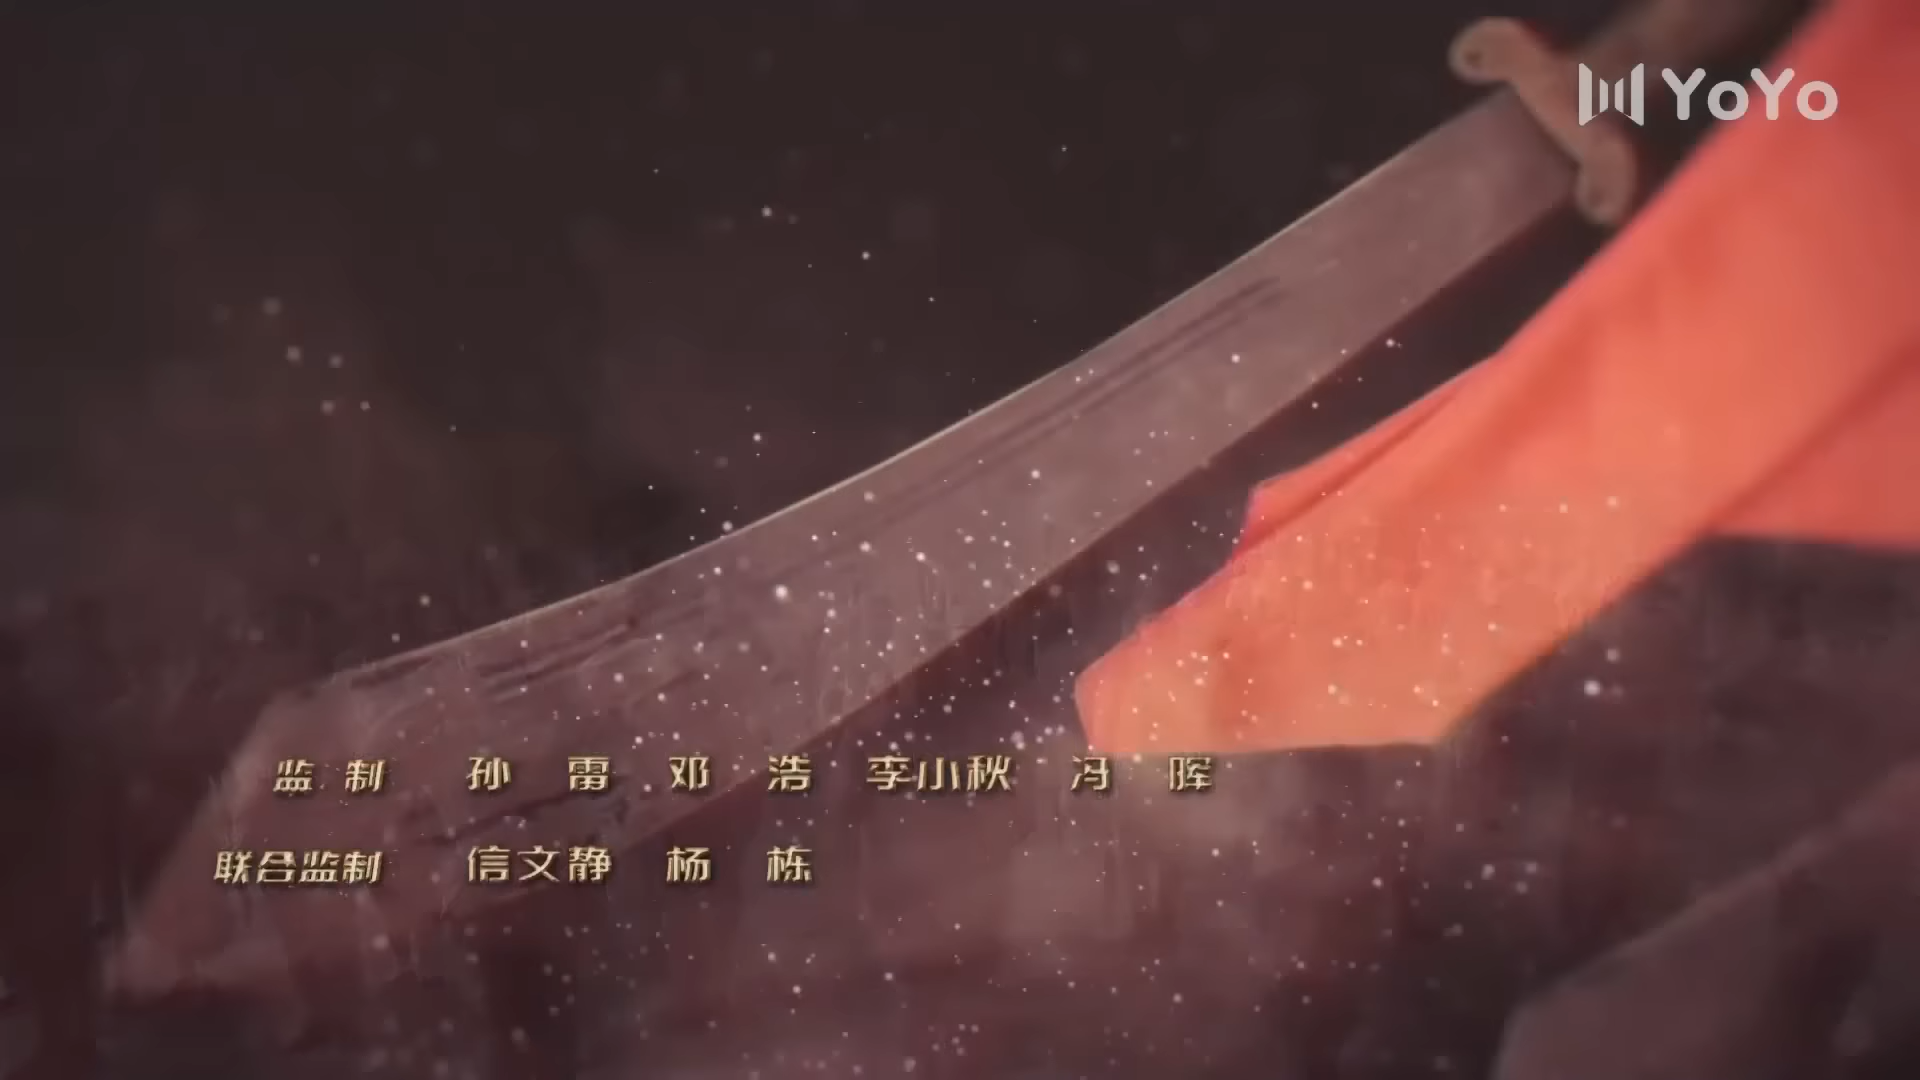 YoYo
监 制 孙 雷 邓 浩 李小秋 冯 晖
联合监制 信文静 杨 栋